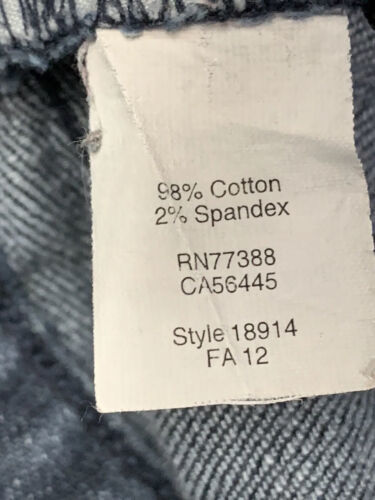 98% Cotton
2% Spandex
RN77388
CA56445
Style 18914
FA 12